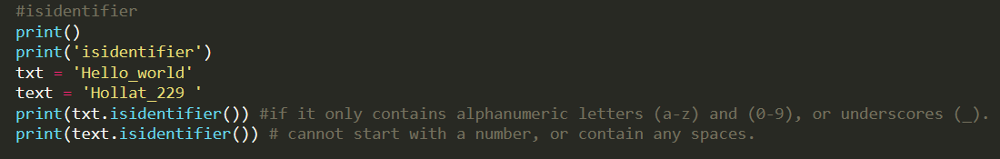 #isidentifier
print()
print('isidentifier')
txt = 'Hello_world'
text = 'Hollat_229 '
print(txt.isidentifier()) #if it only contains alphanumeric letters (a-z) and (0-9), or underscores (_).
print(text.isidentifier()) # cannot start with a number, or contain any spaces.